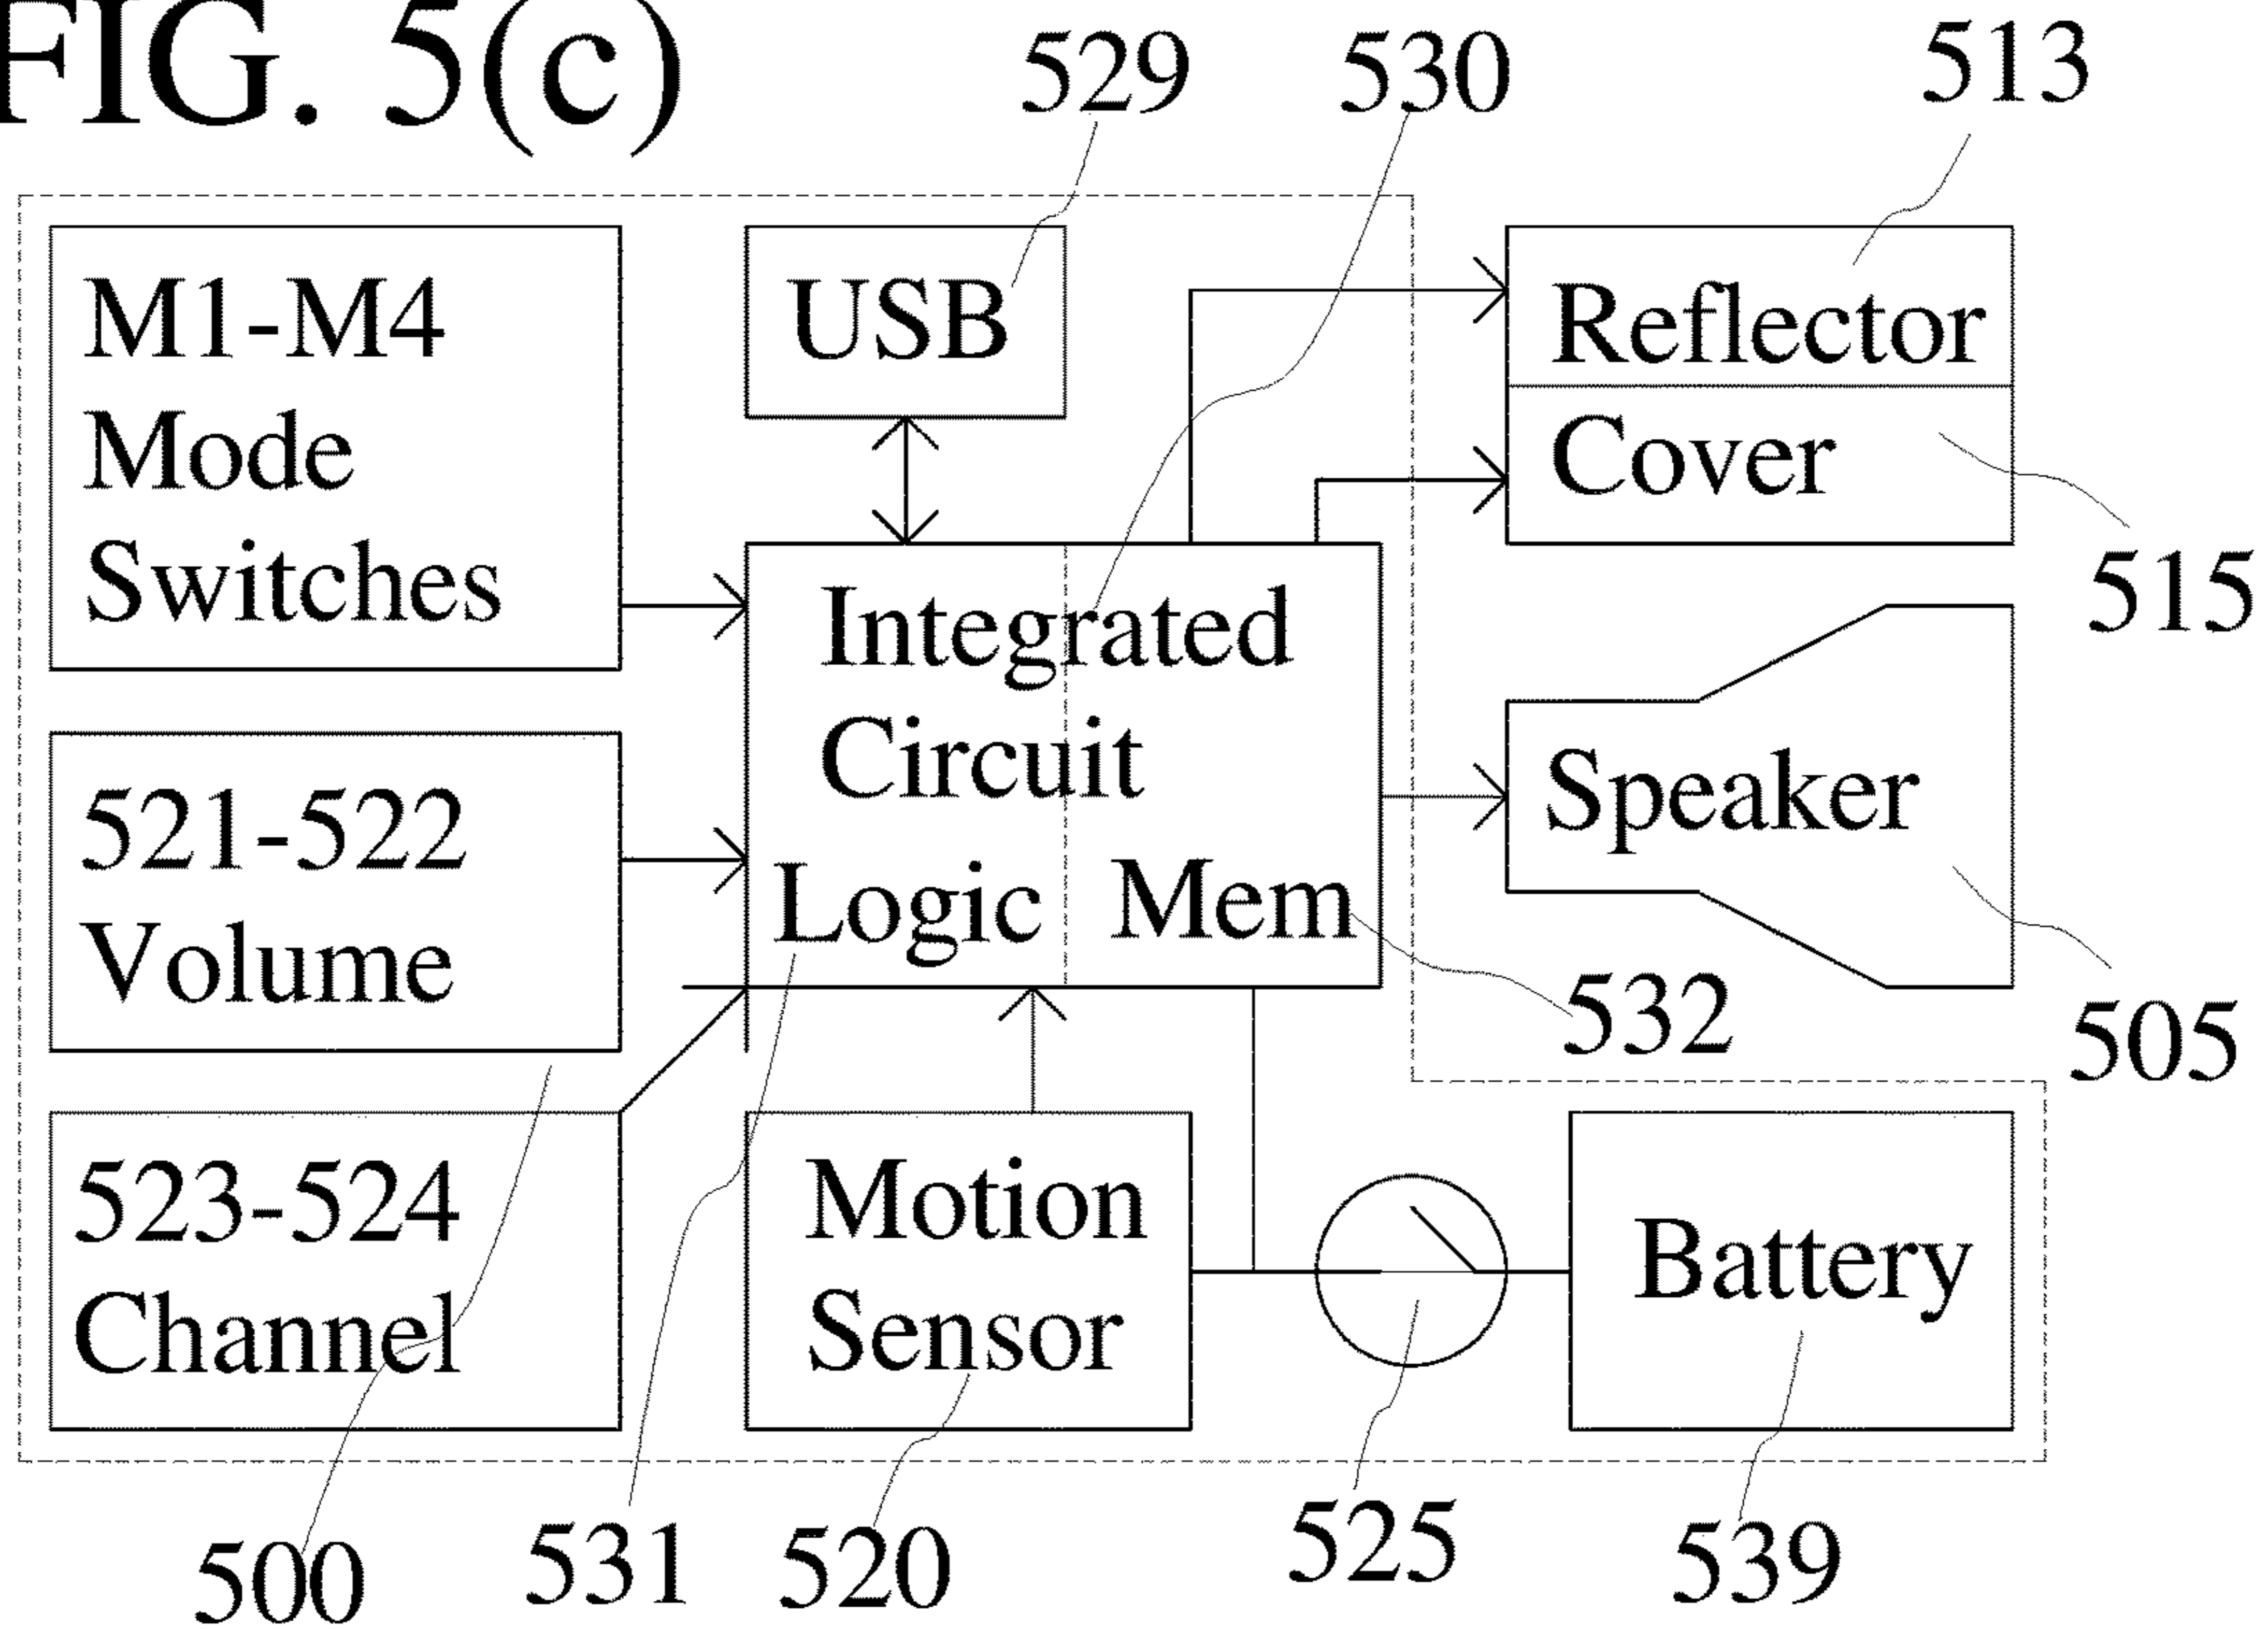 FIG. 5(c)
529
530
513
M1-M4
Mode
Switches
USB
Reflector
Cover
515
Integrated
Circuit
Logic
Mem
521-522
Volume
Speaker
532
505
523-524
Channel
Motion
Sensor
Battery
500
531
520
525
539